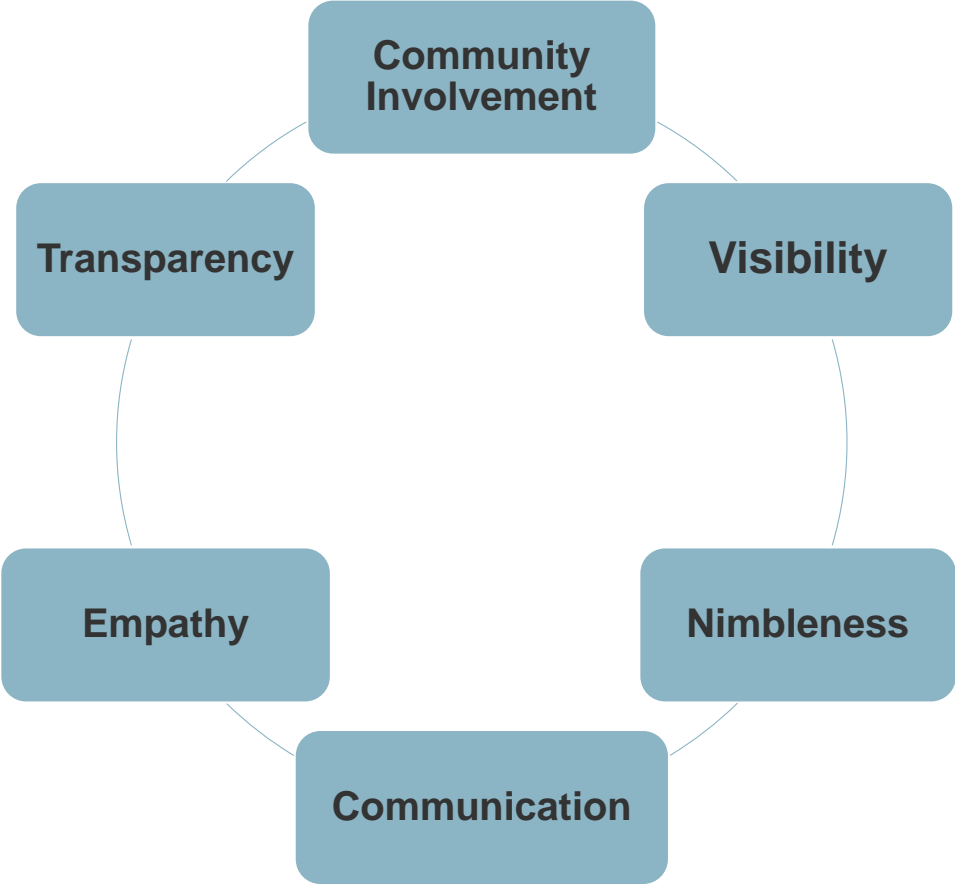 Community
Involvement
Visibility
Nimbleness
Communication
Empathy
Transparency